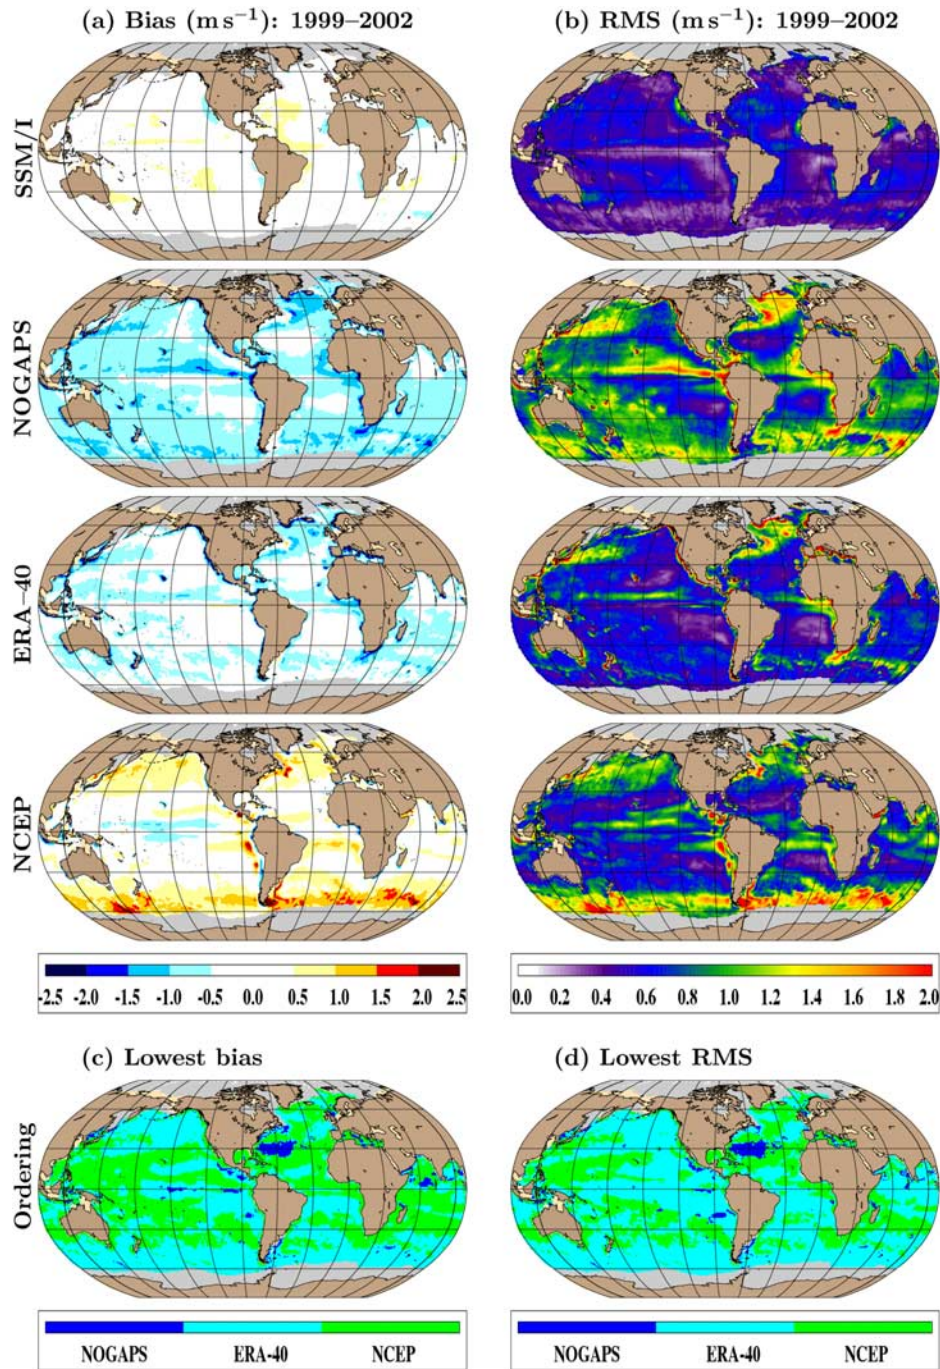 (a) Bias (m s⁻¹): 1999–2002
(b) RMS (m s⁻¹): 1999–2002
SSM/I
NOGAPS
ERA–40
NCEP
-2.5 -2.0 -1.5 -1.0 -0.5 0.0 0.5 1.0 1.5 2.0 2.5
0.0 0.2 0.4 0.6 0.8 1.0 1.2 1.4 1.6 1.8 2.0
(c) Lowest bias
(d) Lowest RMS
Ordering
NOGAPS ERA-40 NCEP
NOGAPS ERA-40 NCEP